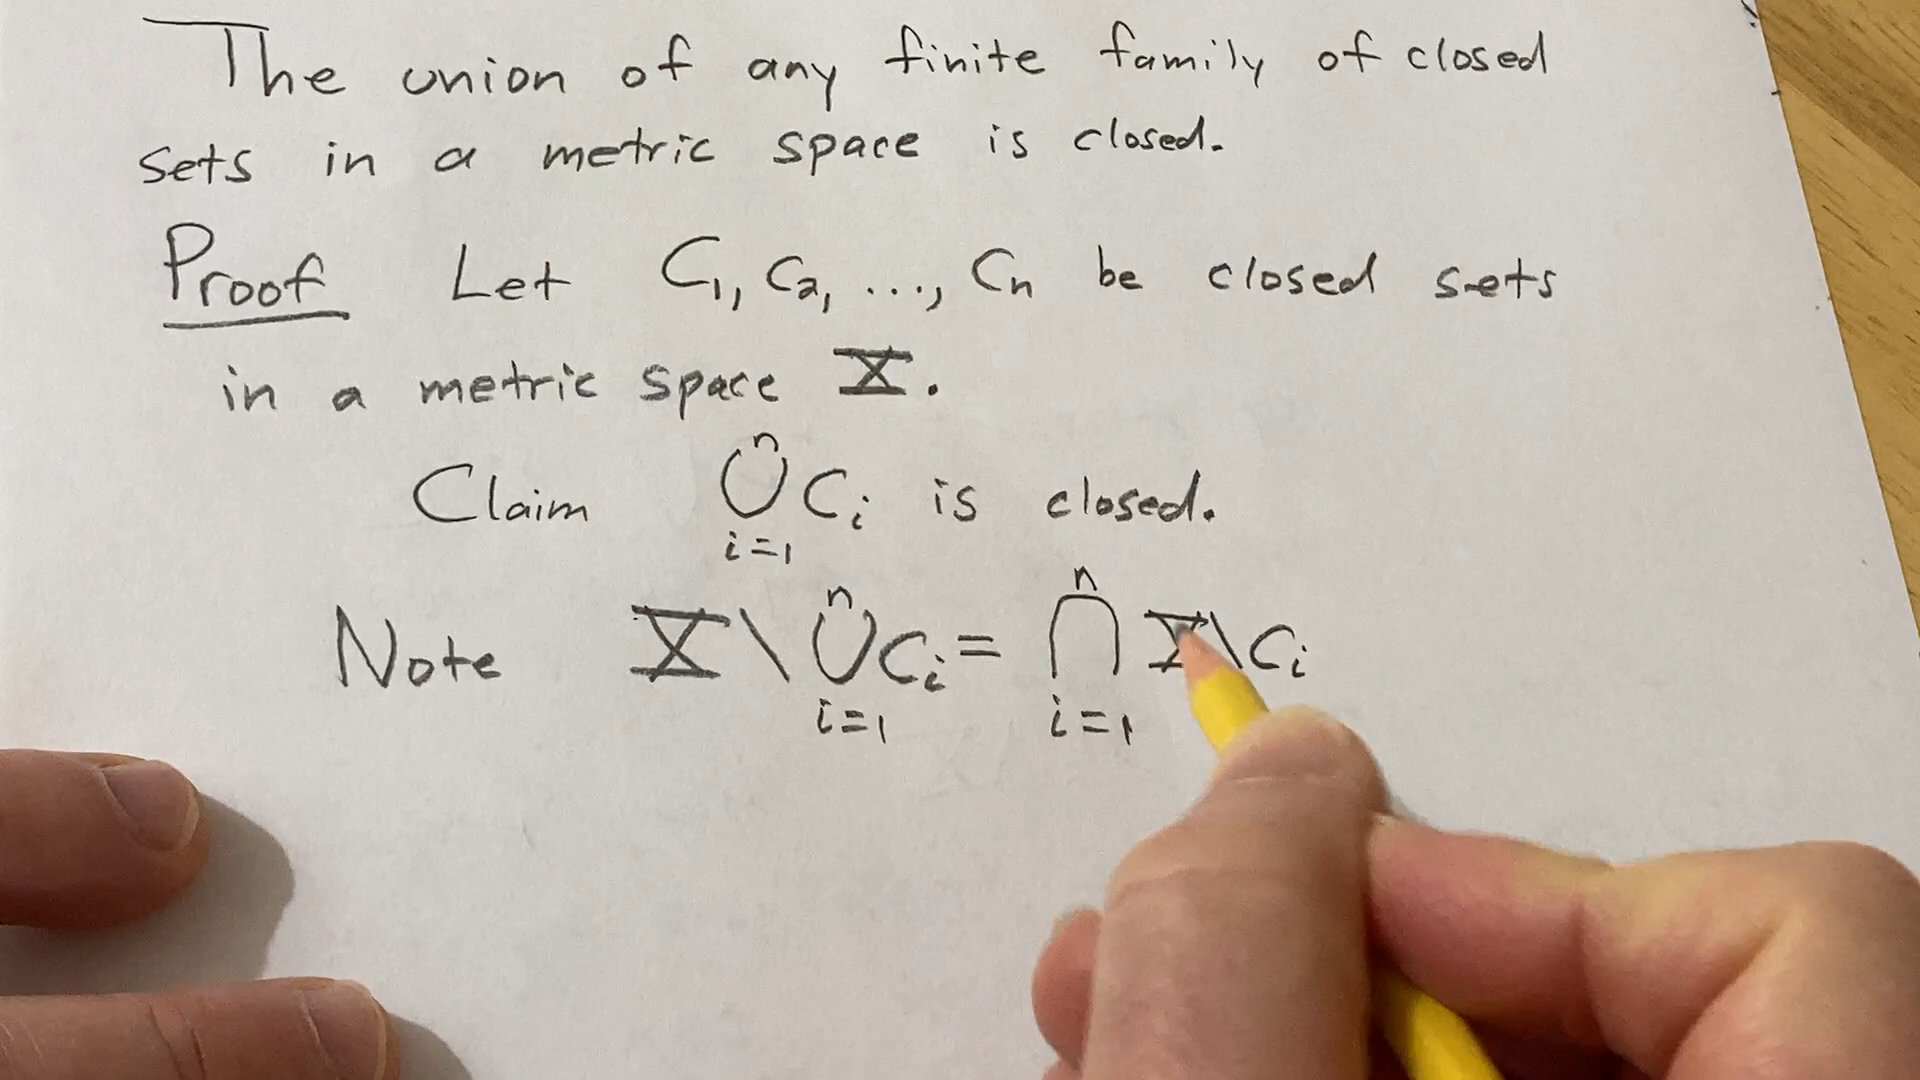 The union of any finite family of closed
sets in a metric space is closed.
Proof Let C₁, C₂, ..., Cₙ be closed sets
in a metric space X.
Claim ⋃ᵢ₌₁ⁿ Cᵢ is closed.
Note X \ ⋃ᵢ₌₁ⁿ Cᵢ = ⋂ᵢ₌₁ⁿ X \ Cᵢ